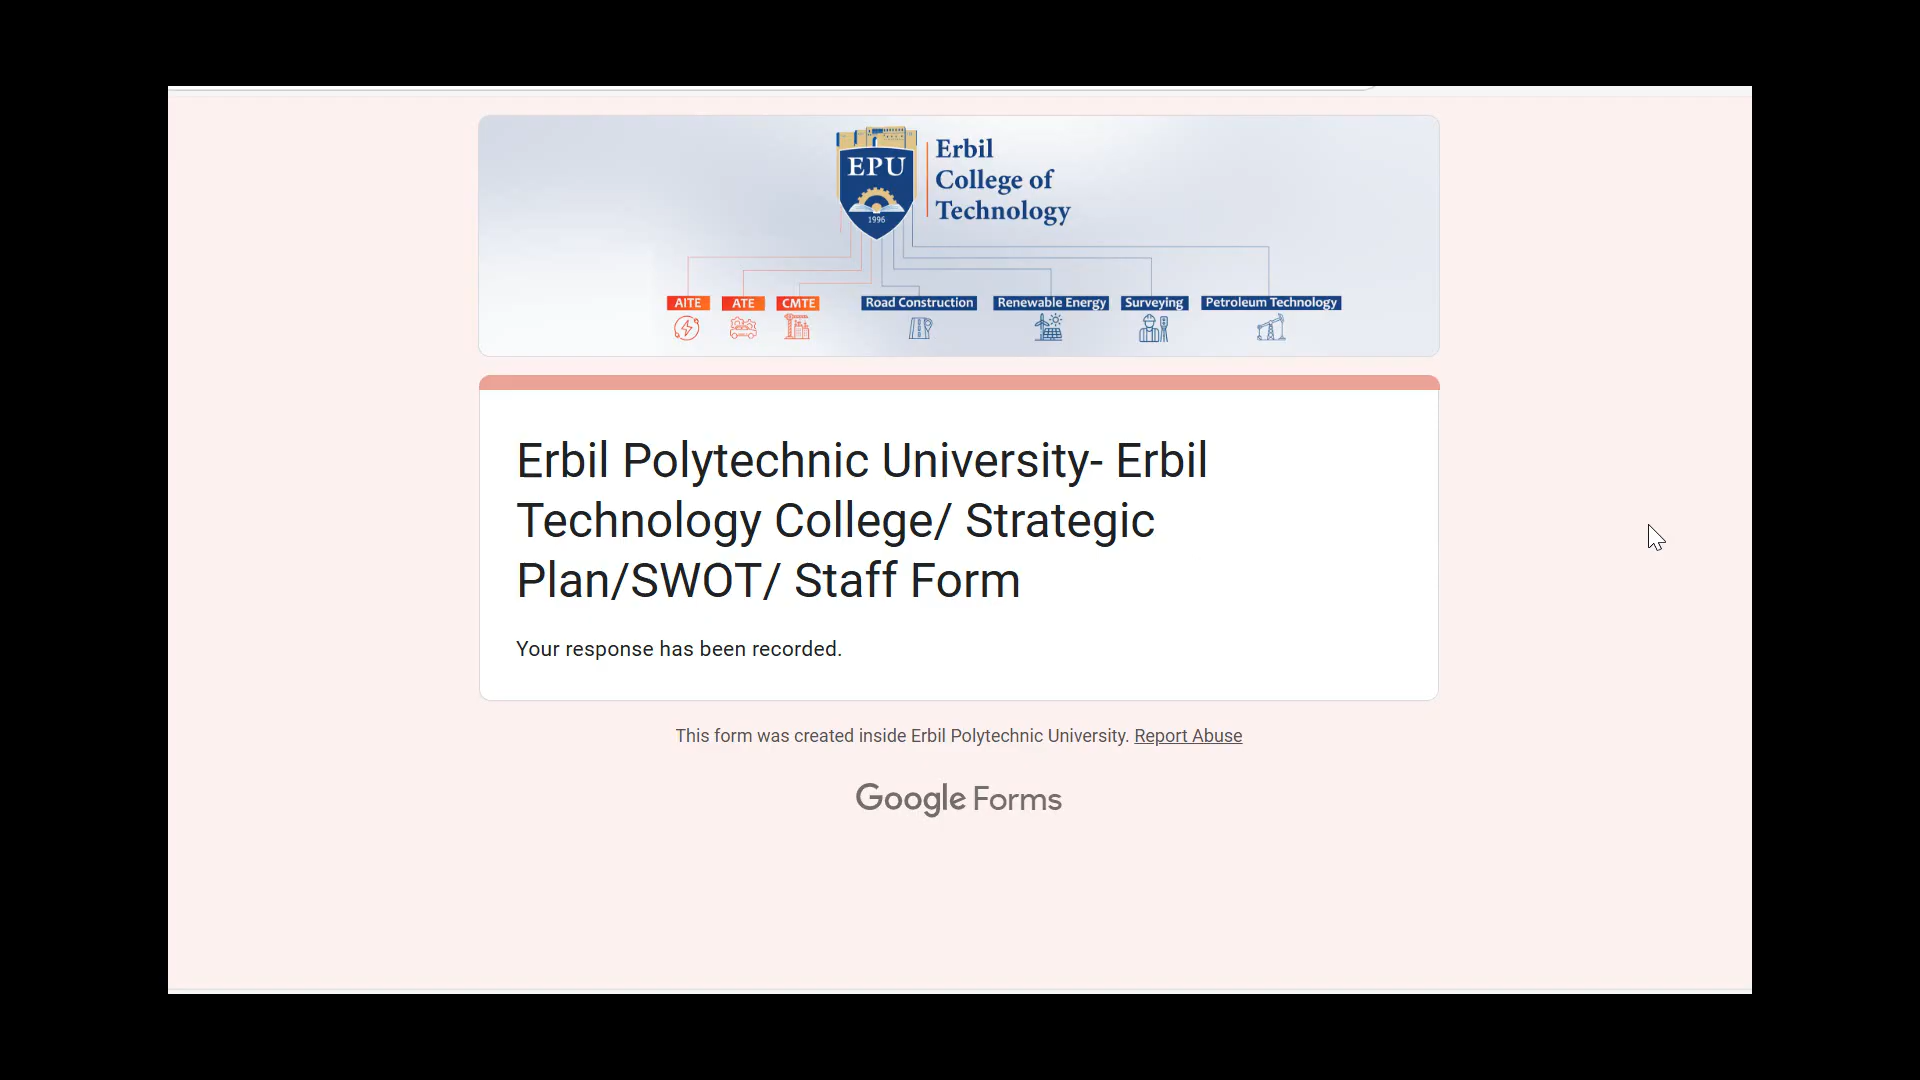 EPU
1996
Erbil
College of
Technology
AITE ATE CMTE Road Construction Renewable Energy Surveying Petroleum Technology
Erbil Polytechnic University- Erbil
Technology College/ Strategic
Plan/SWOT/ Staff Form
Your response has been recorded.
This form was created inside Erbil Polytechnic University. Report Abuse
Google Forms